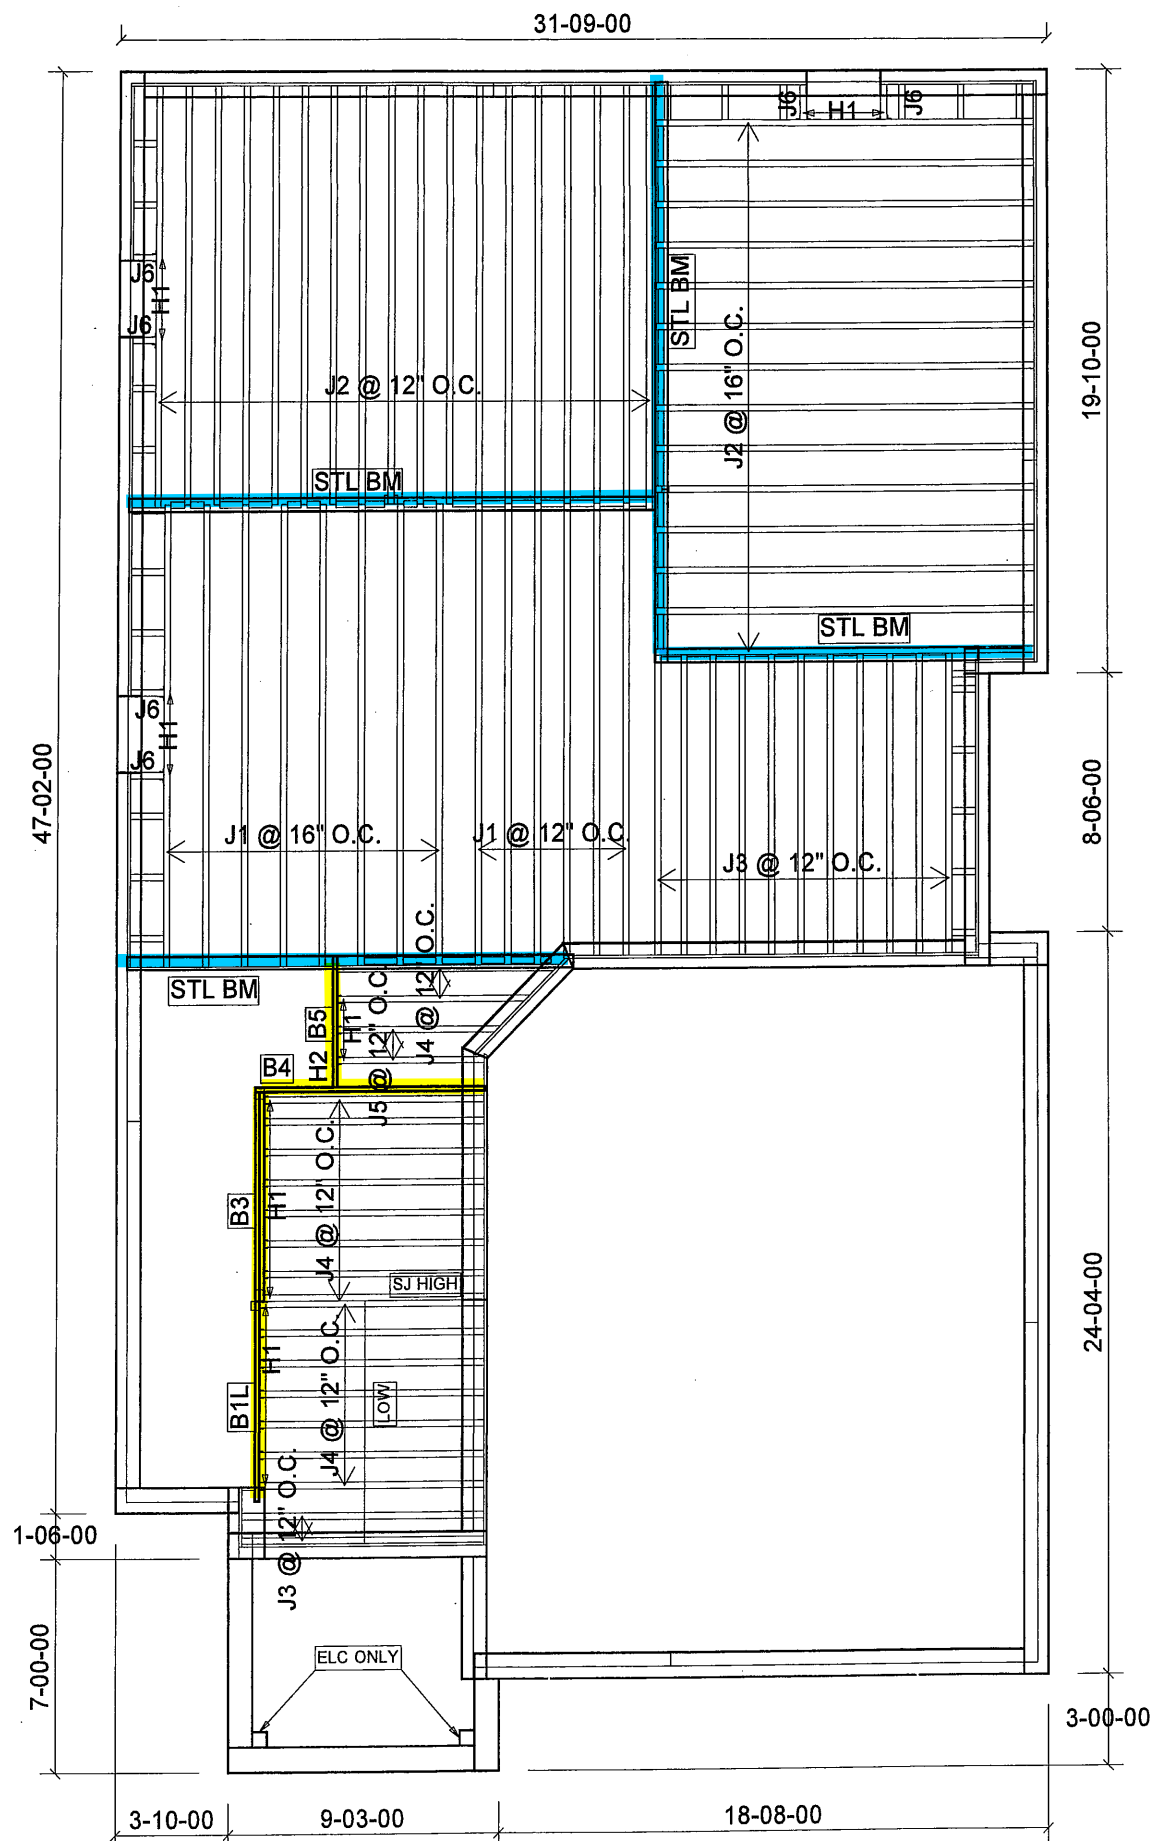 31-09-00
J6
H1
J6
J6
H1
J6
STL BM
J2 @ 16" O.C.
19-10-00
J2 @ 12" O.C.
STL BM
STL BM
J6
H1
J6
47-02-00
8-06-00
J1 @ 16" O.C.
J1 @ 12" O.C.
J3 @ 12" O.C.
STL BM
B5
H2
H1
J5 @ 12" O.C.
J4 @ 12" O.C.
B4
B3
H1
J4 @ 12" O.C.
SJ HIGH
24-04-00
B1L
H1
J4 @ 12" O.C.
LOW
J3 @ 12" O.C.
1-06-00
7-00-00
ELC ONLY
3-00-00
3-10-00
9-03-00
18-08-00